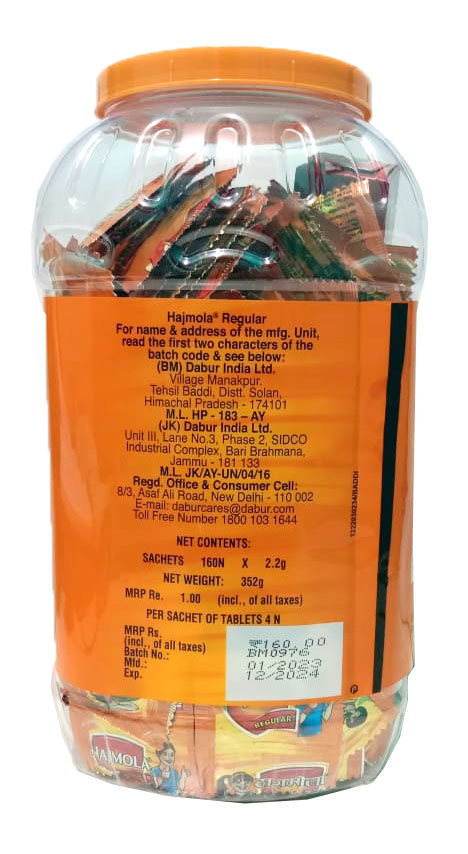 Hajmola® Regular
For name & address of the mfg. Unit,
read the first two characters of the
batch code & see below:
(BM) Dabur India Ltd.
Village Manakpur.
Tehsil Baddi, Distt. Solan,
Himachal Pradesh - 174101
M.L. HP - 183 – AY
(JK) Dabur India Ltd.
Unit III, Lane No.3, Phase 2, SIDCO
Industrial Complex, Bari Brahmana,
Jammu - 181 133
M.L. JK/AY-UN/04/16
Regd. Office & Consumer Cell:
8/3, Asaf Ali Road, New Delhi - 110 002
E-mail: daburcares@dabur.com
Toll Free Number 1800 103 1644
NET CONTENTS:
SACHETS 160N X 2.2g
NET WEIGHT: 352g
MRP Re. 1.00 (incl., of all taxes)
PER SACHET OF TABLETS 4 N
MRP Rs.
(incl., of all taxes)
Batch No.:
Mfd.:
Exp.
₹160.00
BM0976
01/2023
12/2024
HAJMOLA
REGULAR
हाजमोला